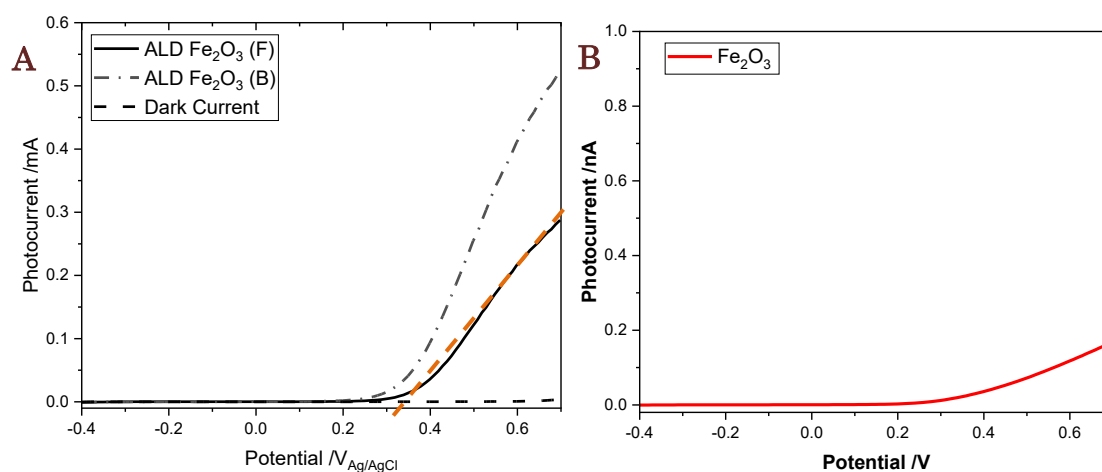 A
ALD Fe₂O₃ (F)
ALD Fe₂O₃ (B)
Dark Current
0.6
0.5
0.4
0.3
0.2
0.1
0.0
Photocurrent /mA
-0.4
-0.2
0.0
0.2
0.4
0.6
Potential /V_Ag/AgCl
B
Fe₂O₃
1.0
0.8
0.6
0.4
0.2
0.0
Photocurrent /nA
-0.4
-0.2
0.0
0.2
0.4
0.6
Potential /V